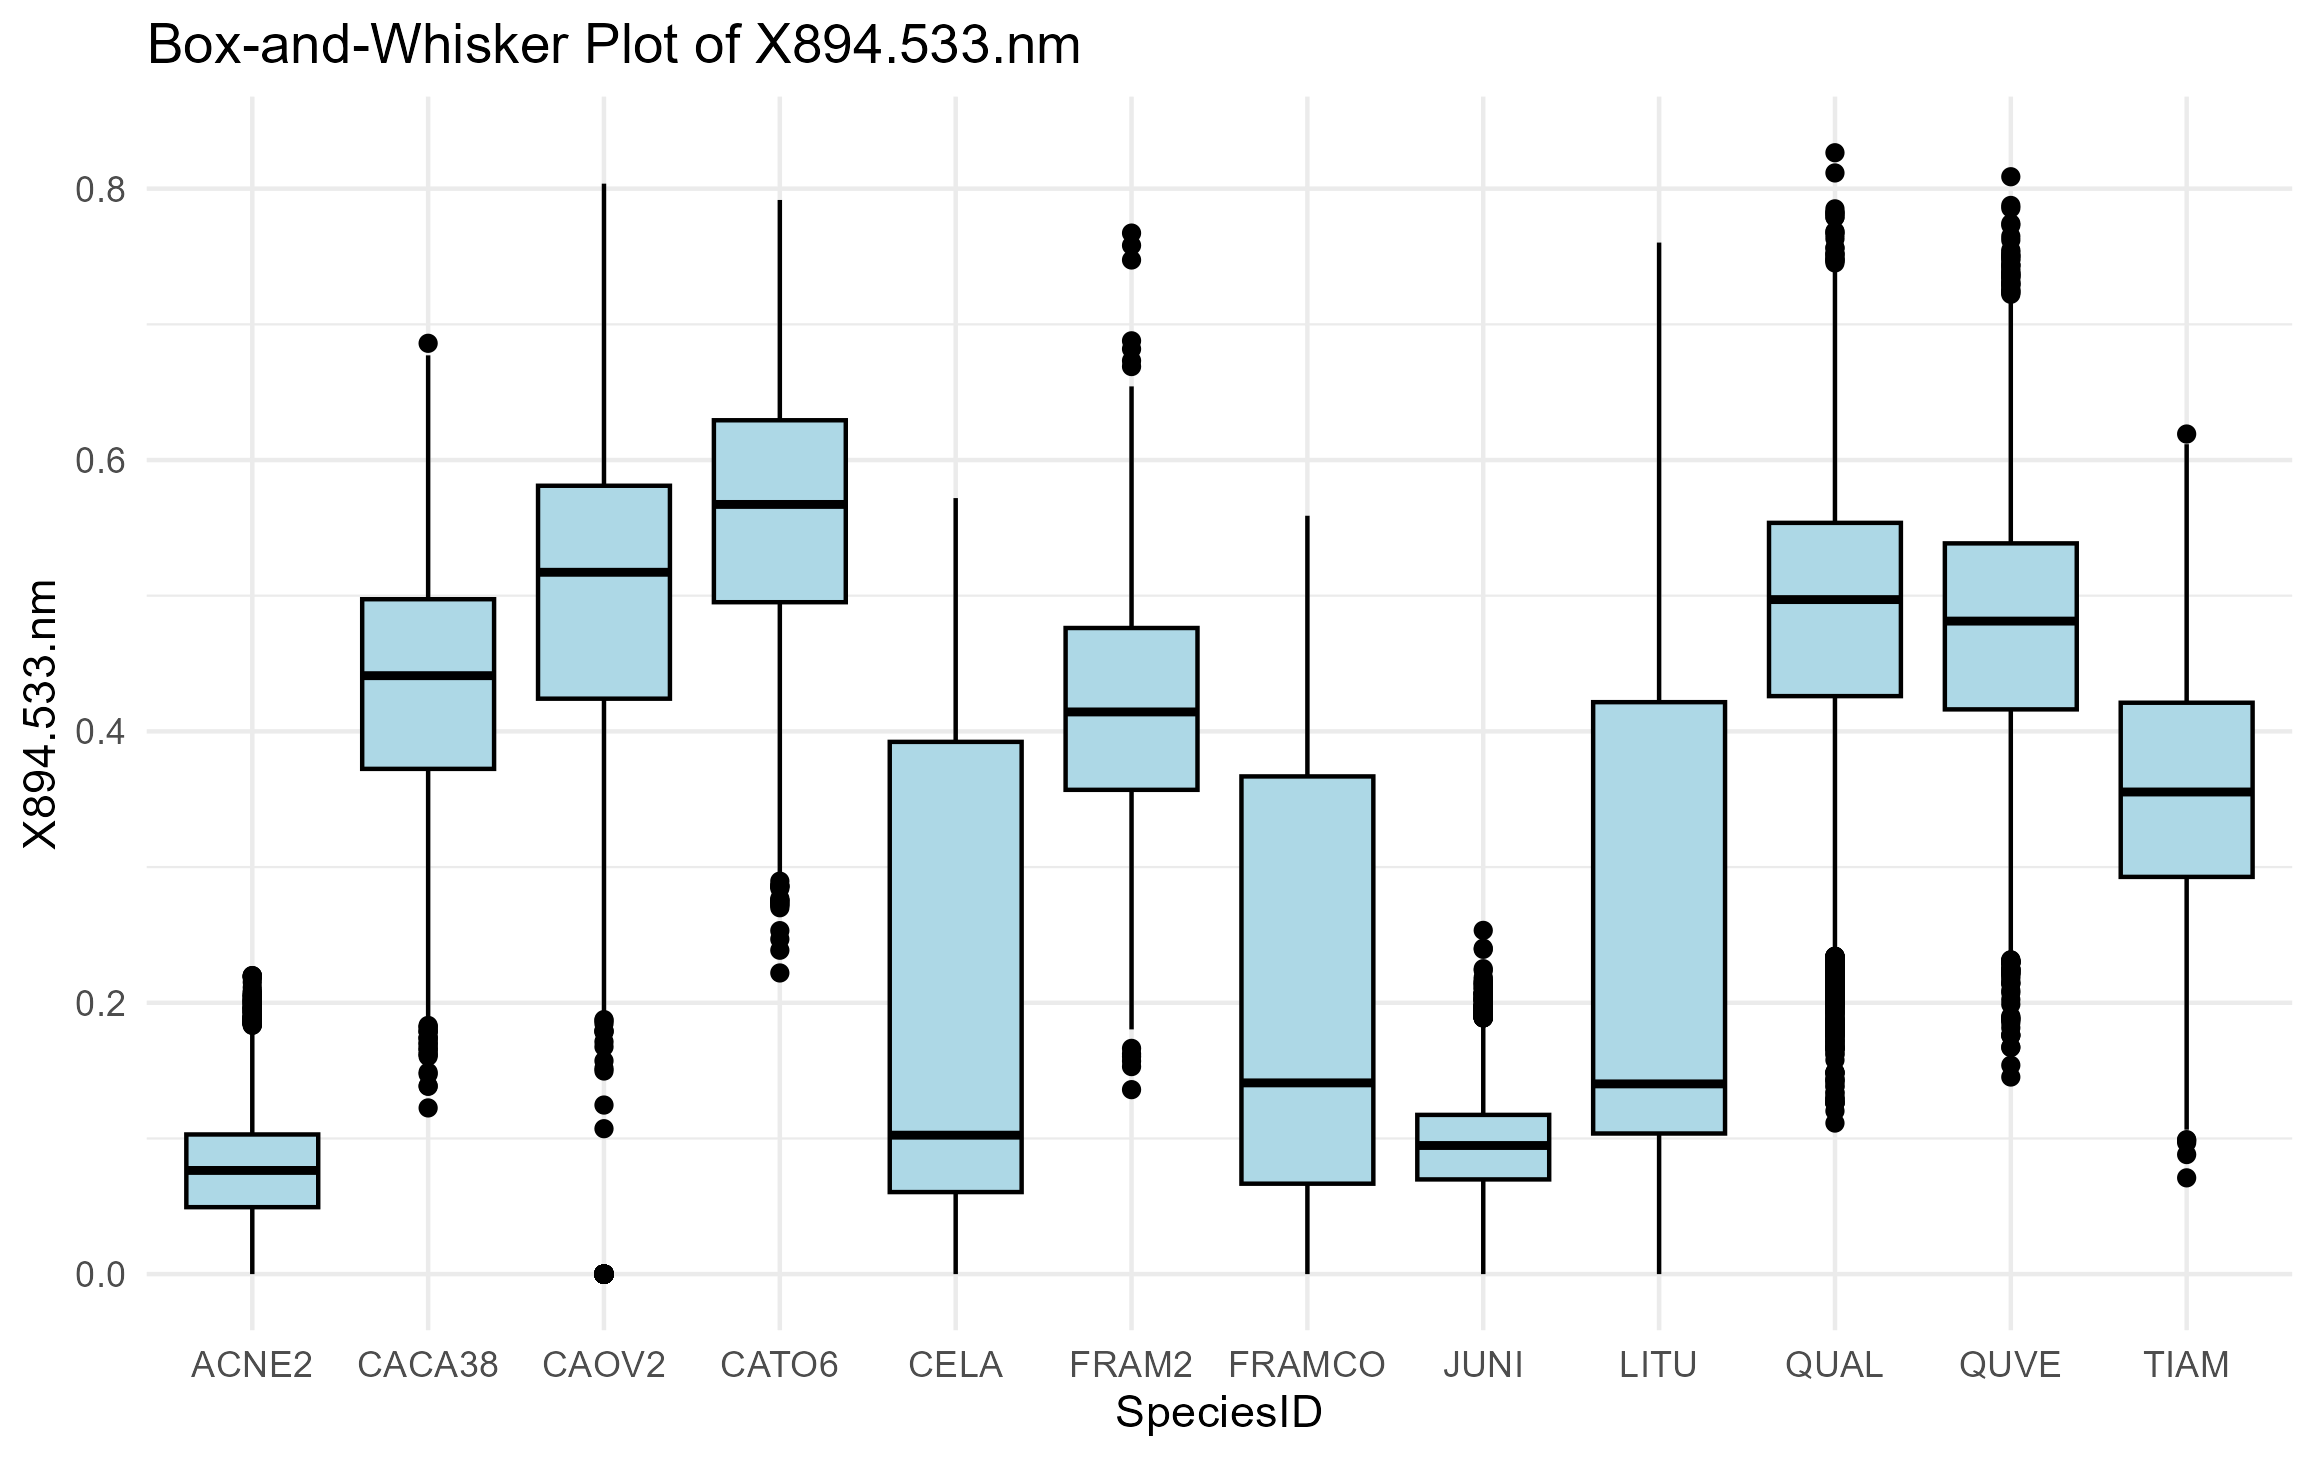 Box-and-Whisker Plot of X894.533.nm
X894.533.nm
0.8
0.6
0.4
0.2
0.0
ACNE2 CACA38 CAOV2 CATO6 CELA FRAM2 FRAMCO JUNI LITU QUAL QUVE TIAM
SpeciesID